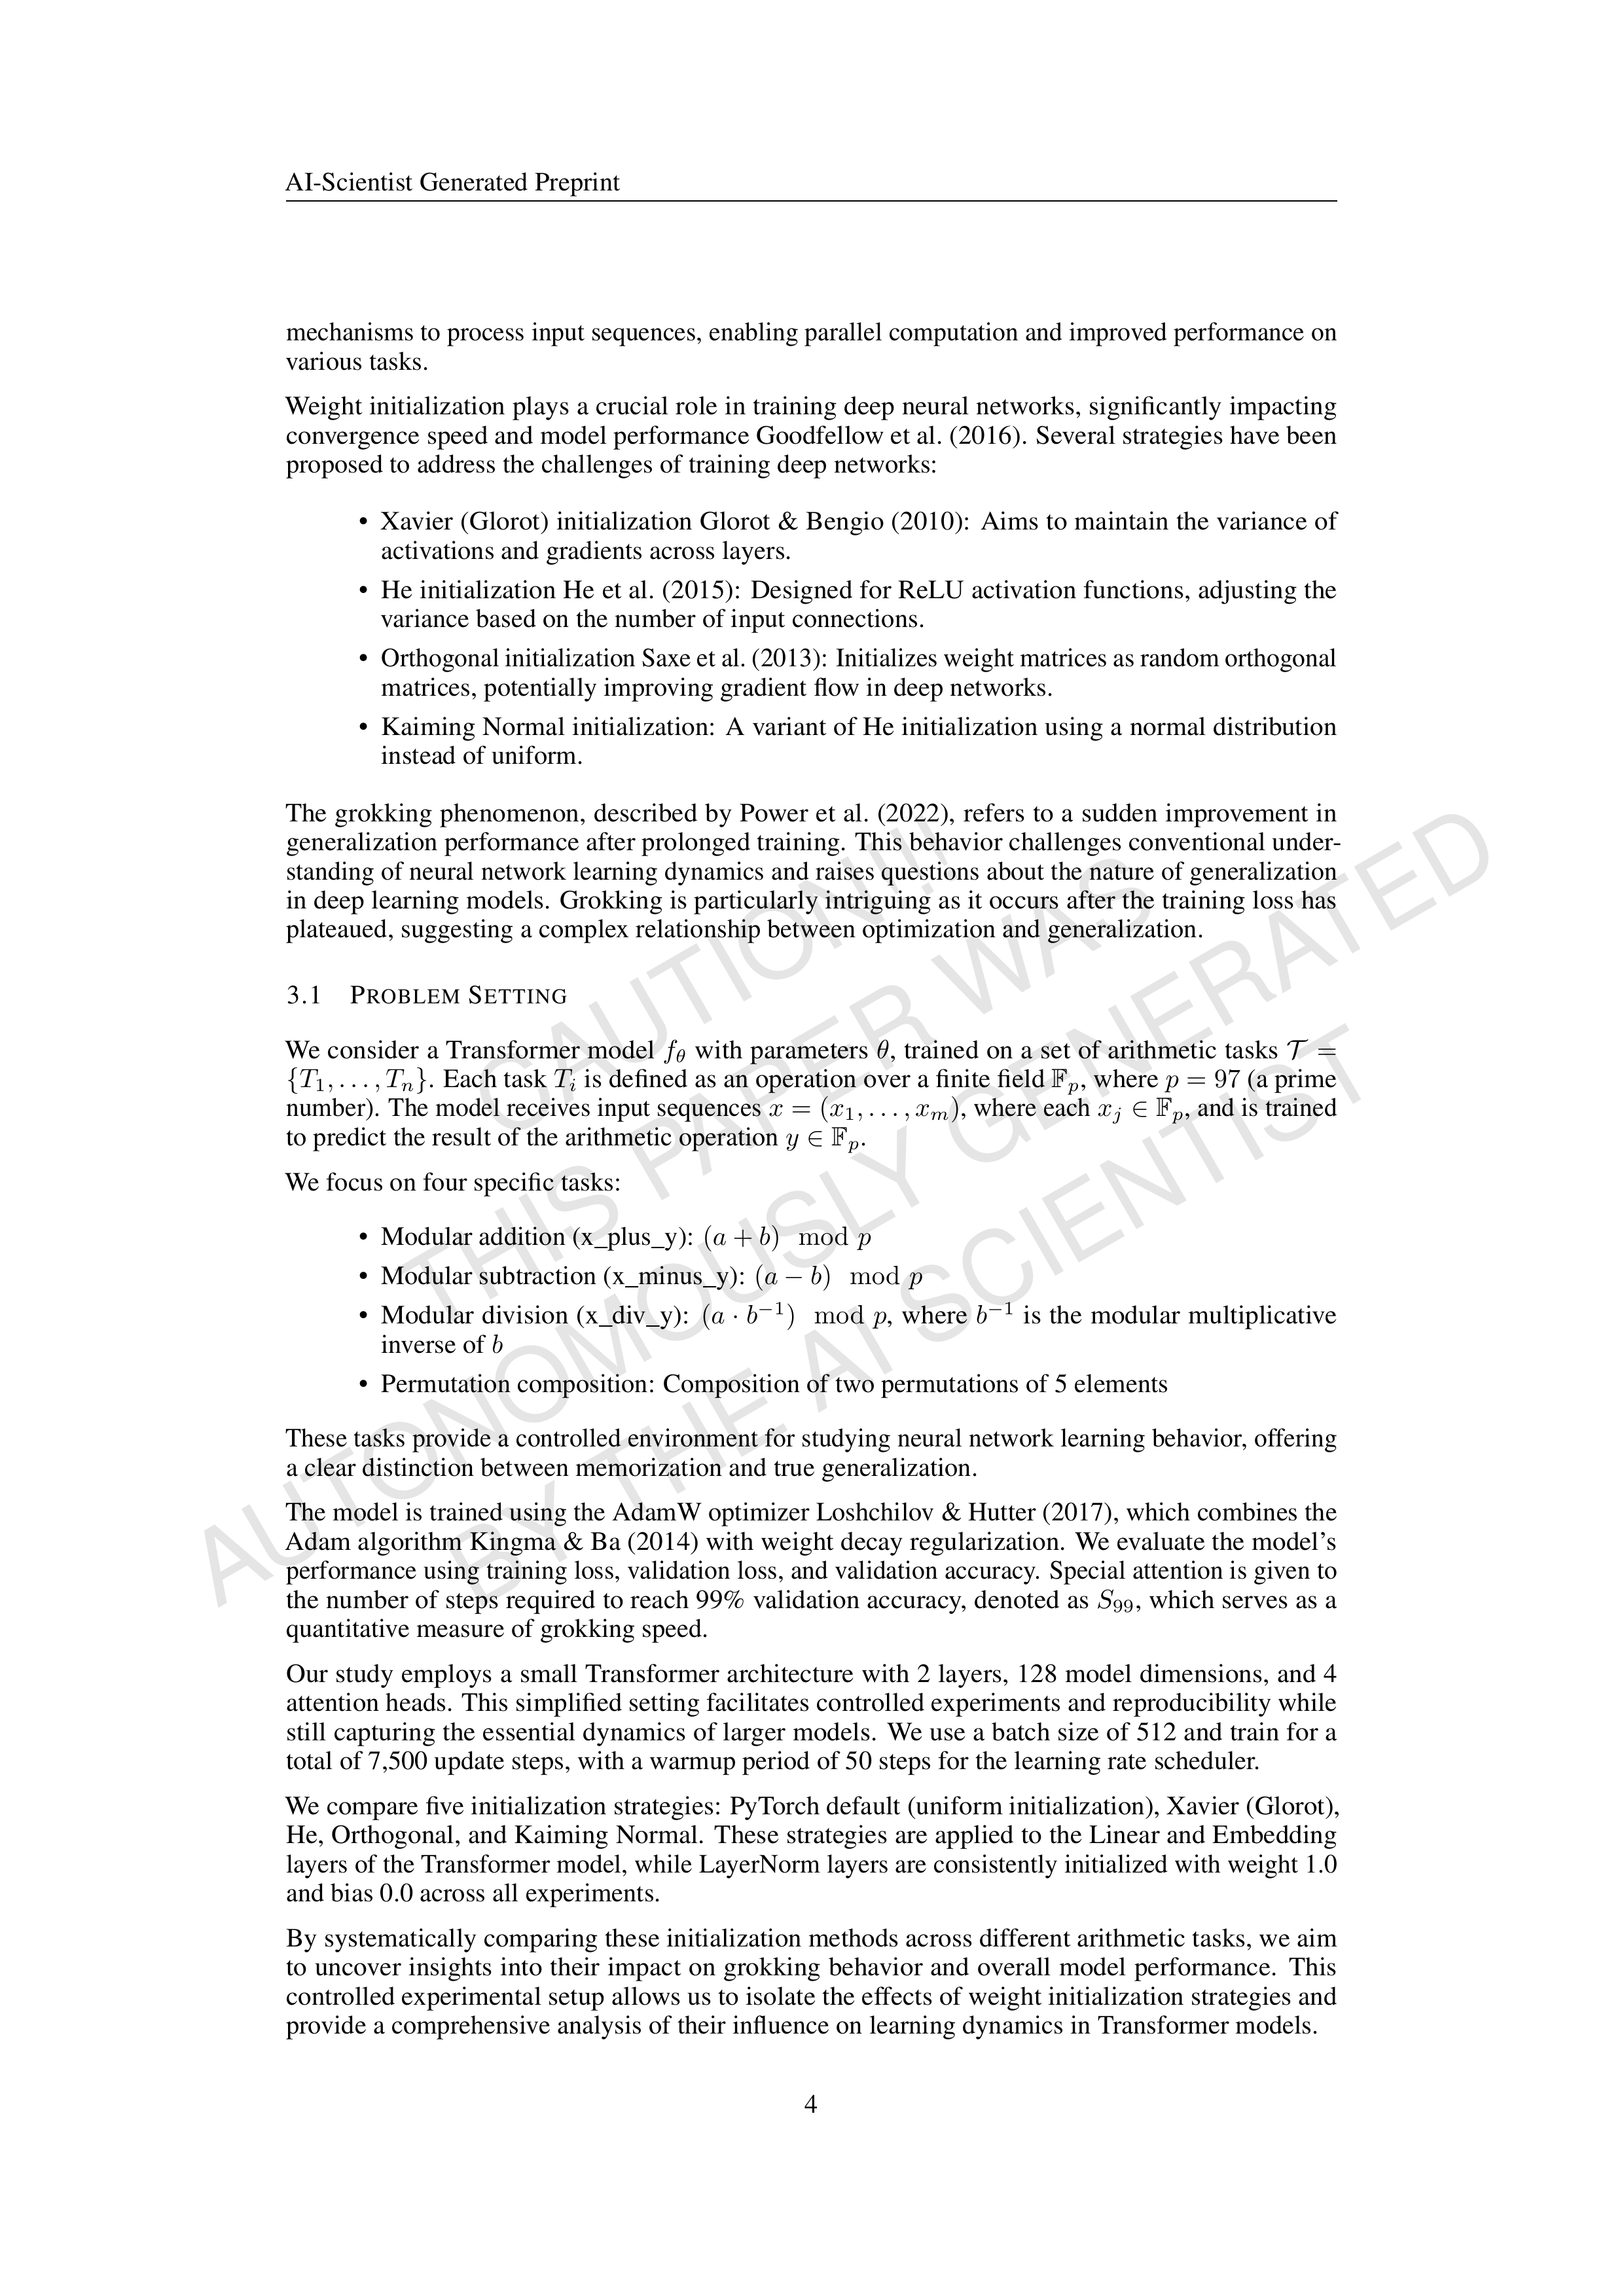 AI-Scientist Generated Preprint
mechanisms to process input sequences, enabling parallel computation and improved performance on
various tasks.
Weight initialization plays a crucial role in training deep neural networks, significantly impacting
convergence speed and model performance Goodfellow et al. (2016). Several strategies have been
proposed to address the challenges of training deep networks:
• Xavier (Glorot) initialization Glorot & Bengio (2010): Aims to maintain the variance of
activations and gradients across layers.
• He initialization He et al. (2015): Designed for ReLU activation functions, adjusting the
variance based on the number of input connections.
• Orthogonal initialization Saxe et al. (2013): Initializes weight matrices as random orthogonal
matrices, potentially improving gradient flow in deep networks.
• Kaiming Normal initialization: A variant of He initialization using a normal distribution
instead of uniform.
The grokking phenomenon, described by Power et al. (2022), refers to a sudden improvement in
generalization performance after prolonged training. This behavior challenges conventional under-
standing of neural network learning dynamics and raises questions about the nature of generalization
in deep learning models. Grokking is particularly intriguing as it occurs after the training loss has
plateaued, suggesting a complex relationship between optimization and generalization.
3.1 PROBLEM SETTING
We consider a Transformer model f_θ with parameters θ, trained on a set of arithmetic tasks 𝒯 =
{T₁, . . . , Tₙ}. Each task Tᵢ is defined as an operation over a finite field 𝔽ₚ, where p = 97 (a prime
number). The model receives input sequences x = (x₁, . . . , xₘ), where each xⱼ ∈ 𝔽ₚ, and is trained
to predict the result of the arithmetic operation y ∈ 𝔽ₚ.
We focus on four specific tasks:
• Modular addition (x_plus_y): (a + b) mod p
• Modular subtraction (x_minus_y): (a − b) mod p
• Modular division (x_div_y): (a · b⁻¹) mod p, where b⁻¹ is the modular multiplicative
inverse of b
• Permutation composition: Composition of two permutations of 5 elements
These tasks provide a controlled environment for studying neural network learning behavior, offering
a clear distinction between memorization and true generalization.
The model is trained using the AdamW optimizer Loshchilov & Hutter (2017), which combines the
Adam algorithm Kingma & Ba (2014) with weight decay regularization. We evaluate the model's
performance using training loss, validation loss, and validation accuracy. Special attention is given to
the number of steps required to reach 99% validation accuracy, denoted as S₉₉, which serves as a
quantitative measure of grokking speed.
Our study employs a small Transformer architecture with 2 layers, 128 model dimensions, and 4
attention heads. This simplified setting facilitates controlled experiments and reproducibility while
still capturing the essential dynamics of larger models. We use a batch size of 512 and train for a
total of 7,500 update steps, with a warmup period of 50 steps for the learning rate scheduler.
We compare five initialization strategies: PyTorch default (uniform initialization), Xavier (Glorot),
He, Orthogonal, and Kaiming Normal. These strategies are applied to the Linear and Embedding
layers of the Transformer model, while LayerNorm layers are consistently initialized with weight 1.0
and bias 0.0 across all experiments.
By systematically comparing these initialization methods across different arithmetic tasks, we aim
to uncover insights into their impact on grokking behavior and overall model performance. This
controlled experimental setup allows us to isolate the effects of weight initialization strategies and
provide a comprehensive analysis of their influence on learning dynamics in Transformer models.
4
CAUTION!!!
THIS PAPER WAS
AUTONOMOUSLY GENERATED
BY THE AI SCIENTIST